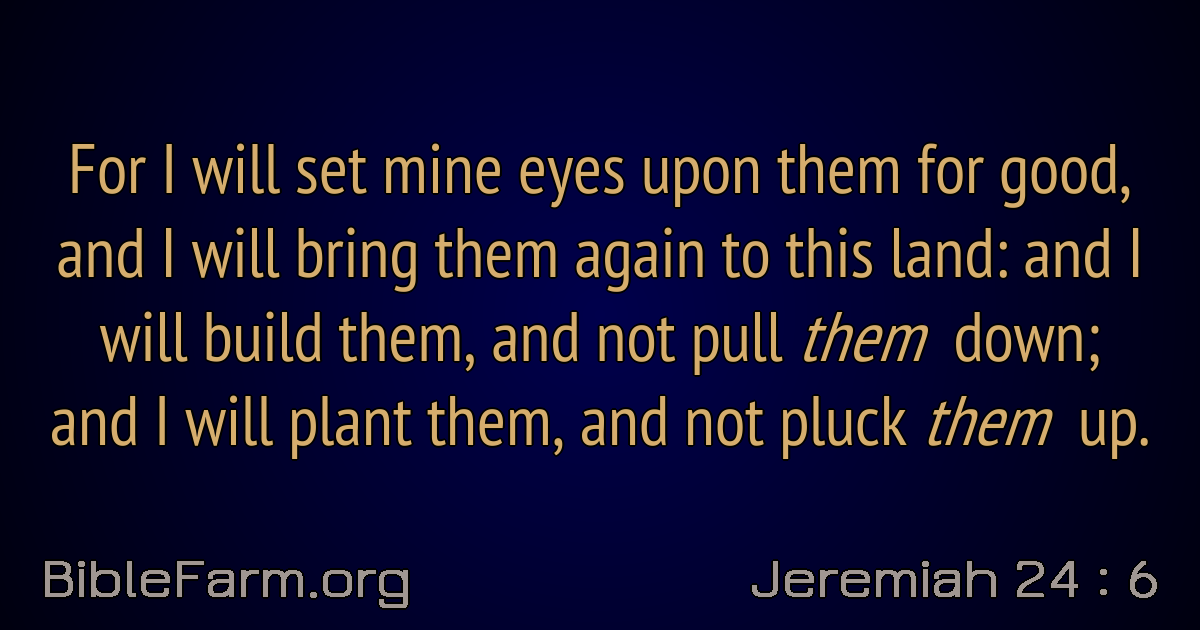 For I will set mine eyes upon them for good,
and I will bring them again to this land: and I
will build them, and not pull them down;
and I will plant them, and not pluck them up.
BibleFarm.org
Jeremiah 24 : 6